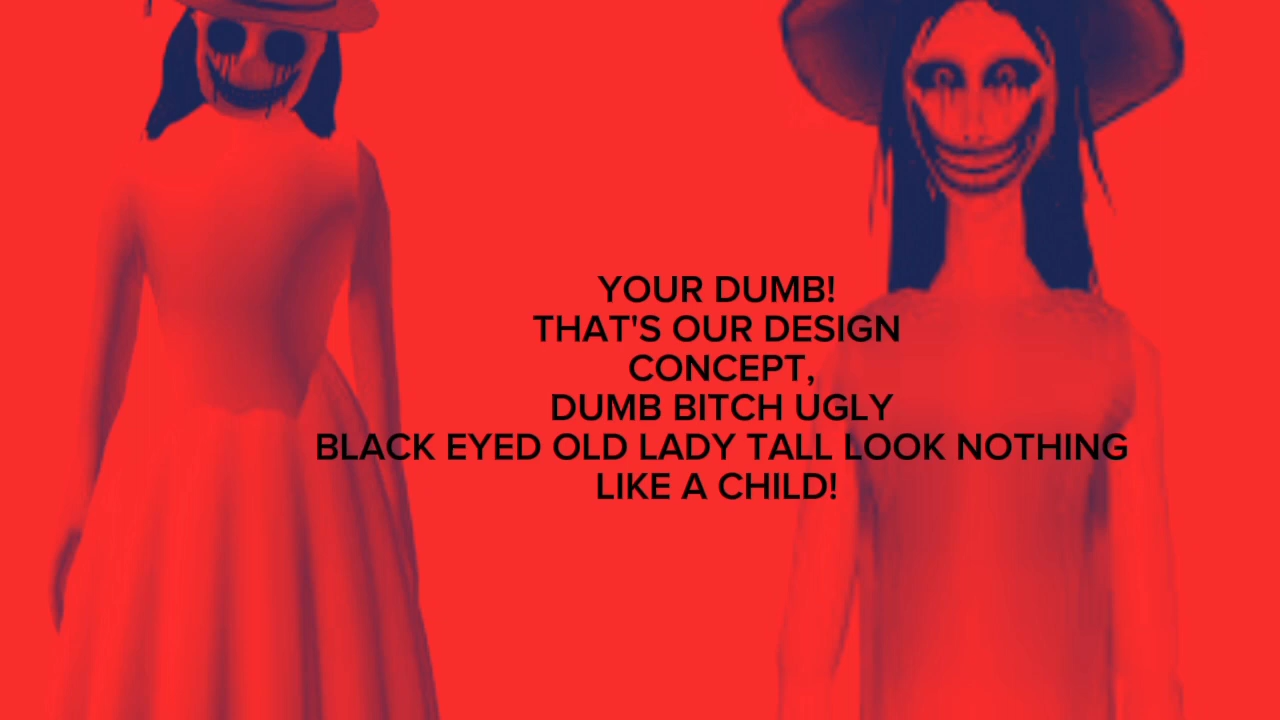 YOUR DUMB!
THAT'S OUR DESIGN
CONCEPT,
DUMB BITCH UGLY
BLACK EYED OLD LADY TALL LOOK NOTHING
LIKE A CHILD!